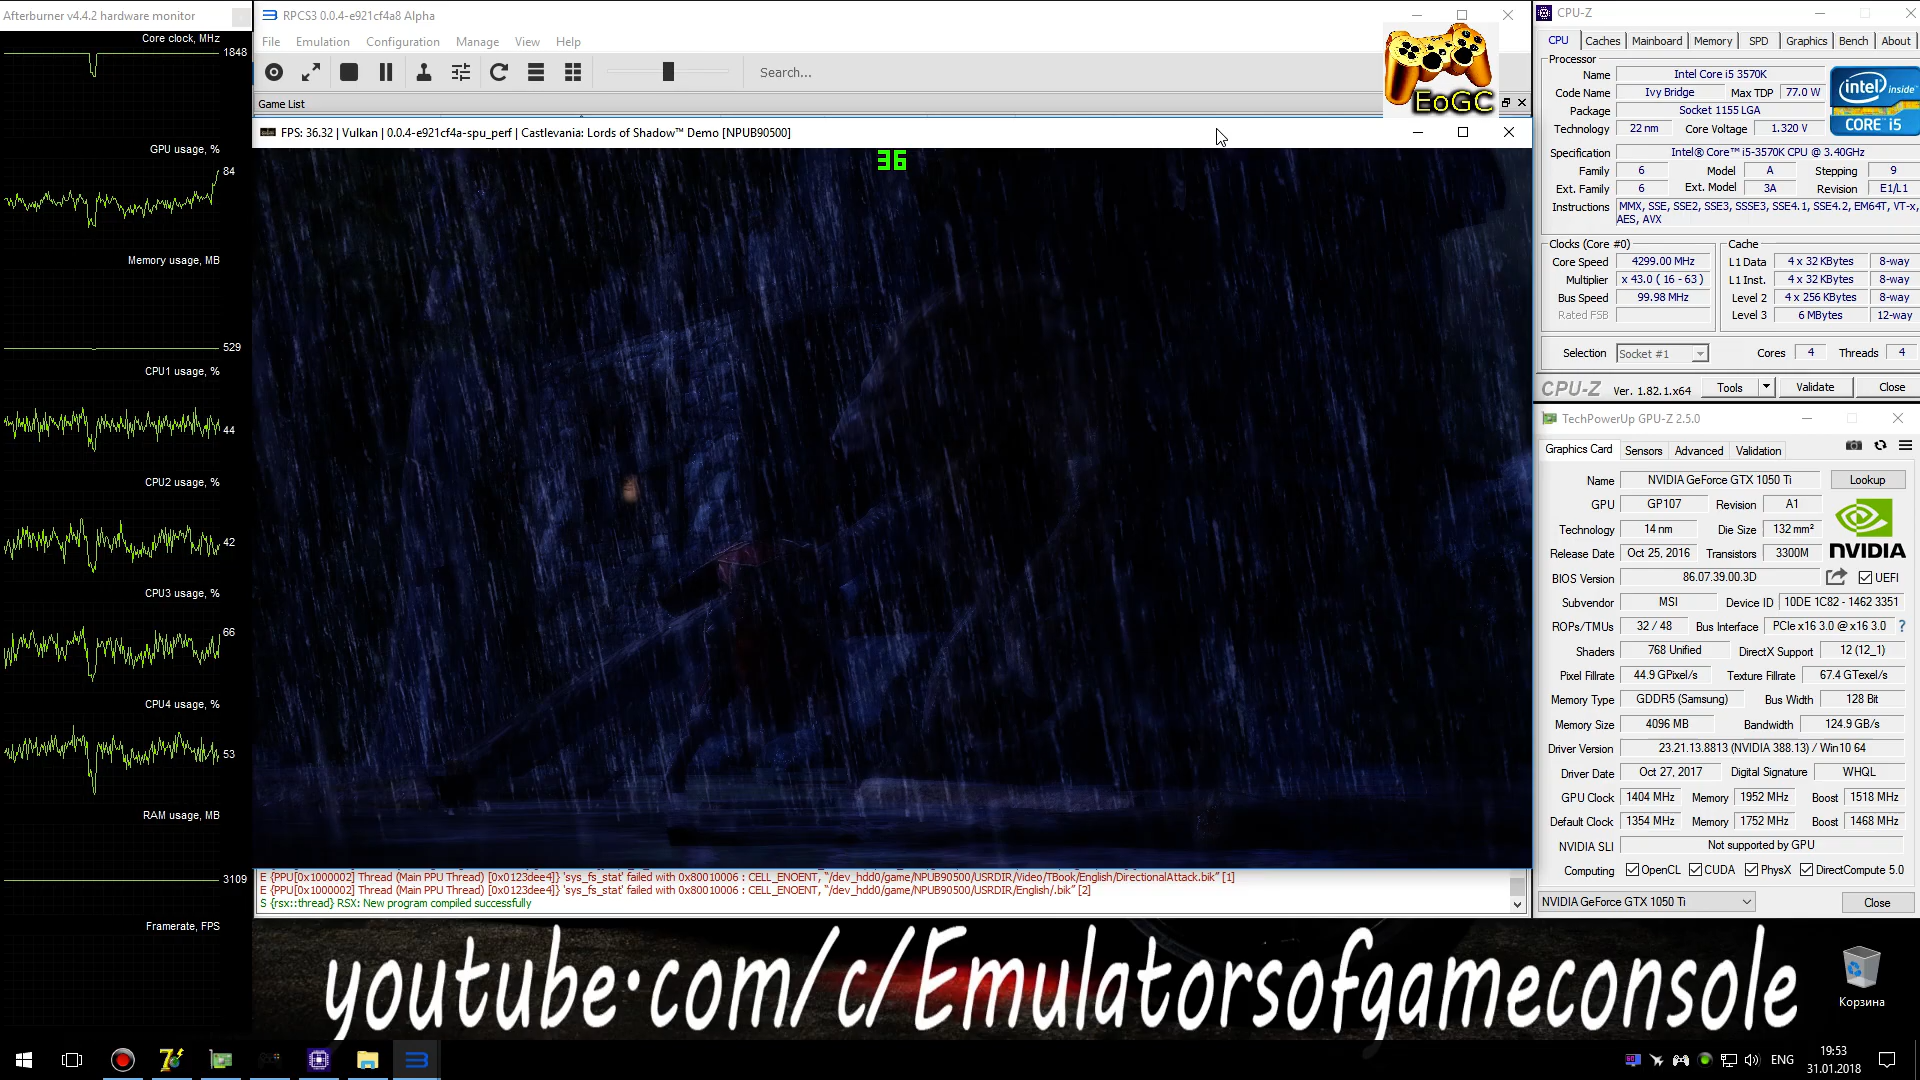 Afterburner v4.4.2 hardware monitor
Core clock, MHz
1848
GPU usage, %
84
Memory usage, MB
529
CPU1 usage, %
44
CPU2 usage, %
42
CPU3 usage, %
66
CPU4 usage, %
53
RAM usage, MB
3109
Framerate, FPS
RPCS3 0.0.4-e921cf4a8 Alpha
File Emulation Configuration Manage View Help
Search...
EoGC
Game List
FPS: 36.32 | Vulkan | 0.0.4-e921cf4a-spu_perf | Castlevania: Lords of Shadow™ Demo [NPUB90500]
36
E {PPU[0x1000002] Thread (Main PPU Thread) [0x0123dee4]} 'sys_fs_stat' failed with 0x80010006 : CELL_ENOENT, "/dev_hdd0/game/NPUB90500/USRDIR/Video/TBook/English/DirectionalAttack.bik" [1]
E {PPU[0x1000002] Thread (Main PPU Thread) [0x0123dee4]} 'sys_fs_stat' failed with 0x80010006 : CELL_ENOENT, "/dev_hdd0/game/NPUB90500/USRDIR/English/.bik" [2]
S {rsx::thread} RSX: New program compiled successfully
CPU-Z
CPU Caches Mainboard Memory SPD Graphics Bench About
Processor
Name Intel Core i5 3570K
Code Name Ivy Bridge Max TDP 77.0 W
Package Socket 1155 LGA
Technology 22 nm Core Voltage 1.320 V
intel inside™
CORE i5
Specification Intel® Core™ i5-3570K CPU @ 3.40GHz
Family 6 Model A Stepping 9
Ext. Family 6 Ext. Model 3A Revision E1/L1
Instructions MMX, SSE, SSE2, SSE3, SSSE3, SSE4.1, SSE4.2, EM64T, VT-x,
AES, AVX
Clocks (Core #0) Cache
Core Speed 4299.00 MHz L1 Data 4 x 32 KBytes 8-way
Multiplier x 43.0 ( 16 - 63 ) L1 Inst. 4 x 32 KBytes 8-way
Bus Speed 99.98 MHz Level 2 4 x 256 KBytes 8-way
Rated FSB Level 3 6 MBytes 12-way
Selection Socket #1 Cores 4 Threads 4
CPU-Z Ver. 1.82.1.x64 Tools Validate Close
TechPowerUp GPU-Z 2.5.0
Graphics Card Sensors Advanced Validation
Name NVIDIA GeForce GTX 1050 Ti Lookup
GPU GP107 Revision A1
Technology 14 nm Die Size 132 mm²
Release Date Oct 25, 2016 Transistors 3300M
NVIDIA
BIOS Version 86.07.39.00.3D UEFI
Subvendor MSI Device ID 10DE 1C82 - 1462 3351
ROPs/TMUs 32 / 48 Bus Interface PCIe x16 3.0 @ x16 3.0 ?
Shaders 768 Unified DirectX Support 12 (12_1)
Pixel Fillrate 44.9 GPixel/s Texture Fillrate 67.4 GTexel/s
Memory Type GDDR5 (Samsung) Bus Width 128 Bit
Memory Size 4096 MB Bandwidth 124.9 GB/s
Driver Version 23.21.13.8813 (NVIDIA 388.13) / Win10 64
Driver Date Oct 27, 2017 Digital Signature WHQL
GPU Clock 1404 MHz Memory 1952 MHz Boost 1518 MHz
Default Clock 1354 MHz Memory 1752 MHz Boost 1468 MHz
NVIDIA SLI Not supported by GPU
Computing OpenCL CUDA PhysX DirectCompute 5.0
NVIDIA GeForce GTX 1050 Ti Close
youtube.com/c/Emulatorsofgameconsole
Корзина
ENG
19:53
31.01.2018